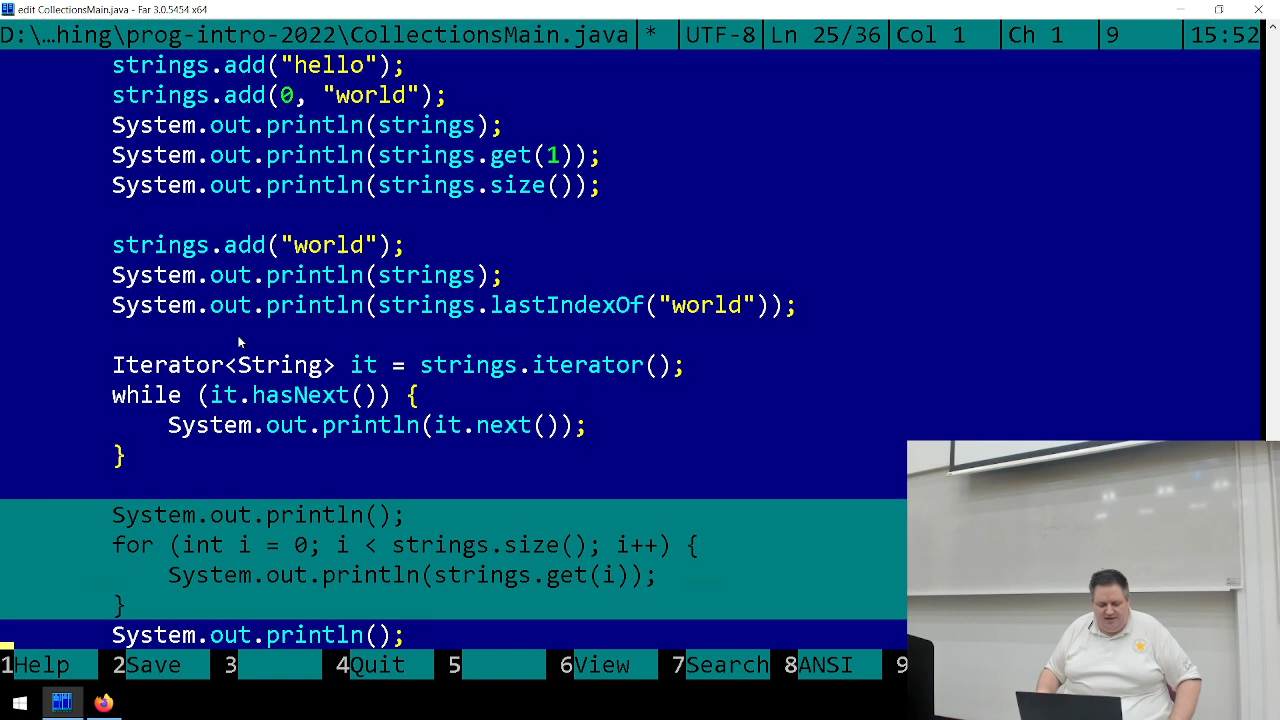 edit CollectionsMain.java - Far 3.0.5454 x64
D:\…hing\prog-intro-2022\CollectionsMain.java * UTF-8 Ln 25/36 Col 1 Ch 1 9 15:52
strings.add("hello");
strings.add(0, "world");
System.out.println(strings);
System.out.println(strings.get(1));
System.out.println(strings.size());
strings.add("world");
System.out.println(strings);
System.out.println(strings.lastIndexOf("world"));
Iterator<String> it = strings.iterator();
while (it.hasNext()) {
System.out.println(it.next());
}
System.out.println();
for (int i = 0; i < strings.size(); i++) {
System.out.println(strings.get(i));
}
System.out.println();
1Help 2Save 3 4Quit 5 6View 7Search 8ANSI 9